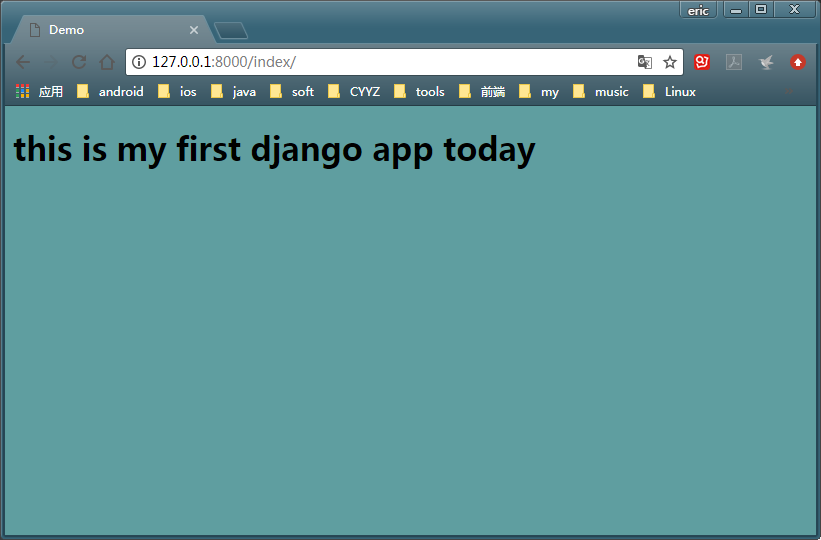 eric
Demo
127.0.0.1:8000/index/
应用 android ios java soft CYYZ tools 前端 my music Linux
this is my first django app today